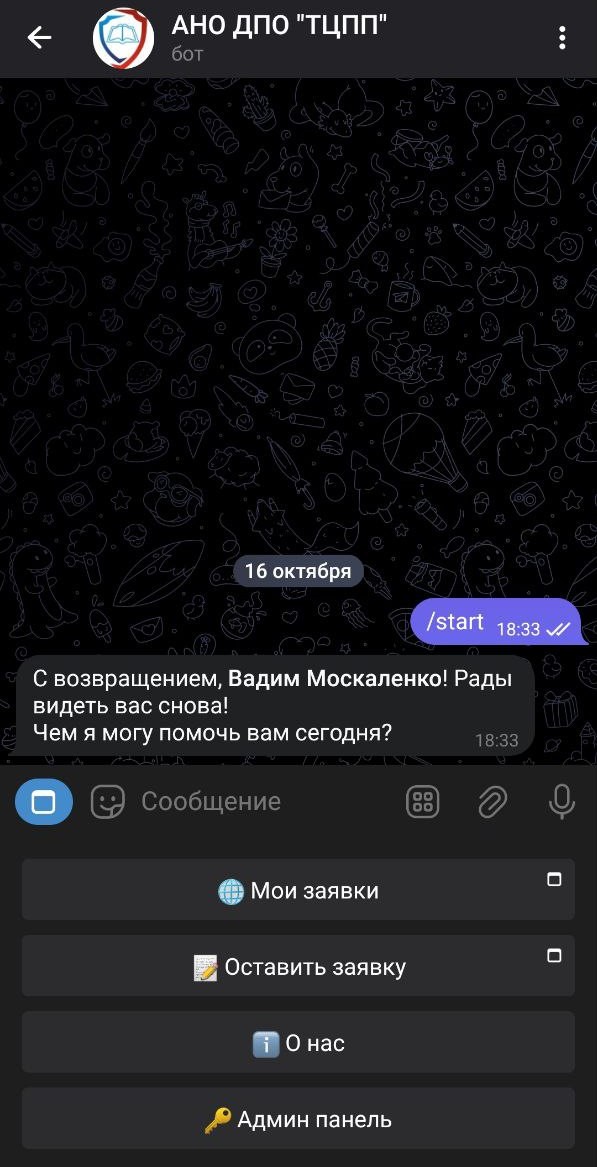 АНО ДПО "ТЦПП"
бот
16 октября
/start 18:33
С возвращением, Вадим Москаленко! Рады
видеть вас снова!
Чем я могу помочь вам сегодня? 18:33
Сообщение
Мои заявки
Оставить заявку
О нас
Админ панель